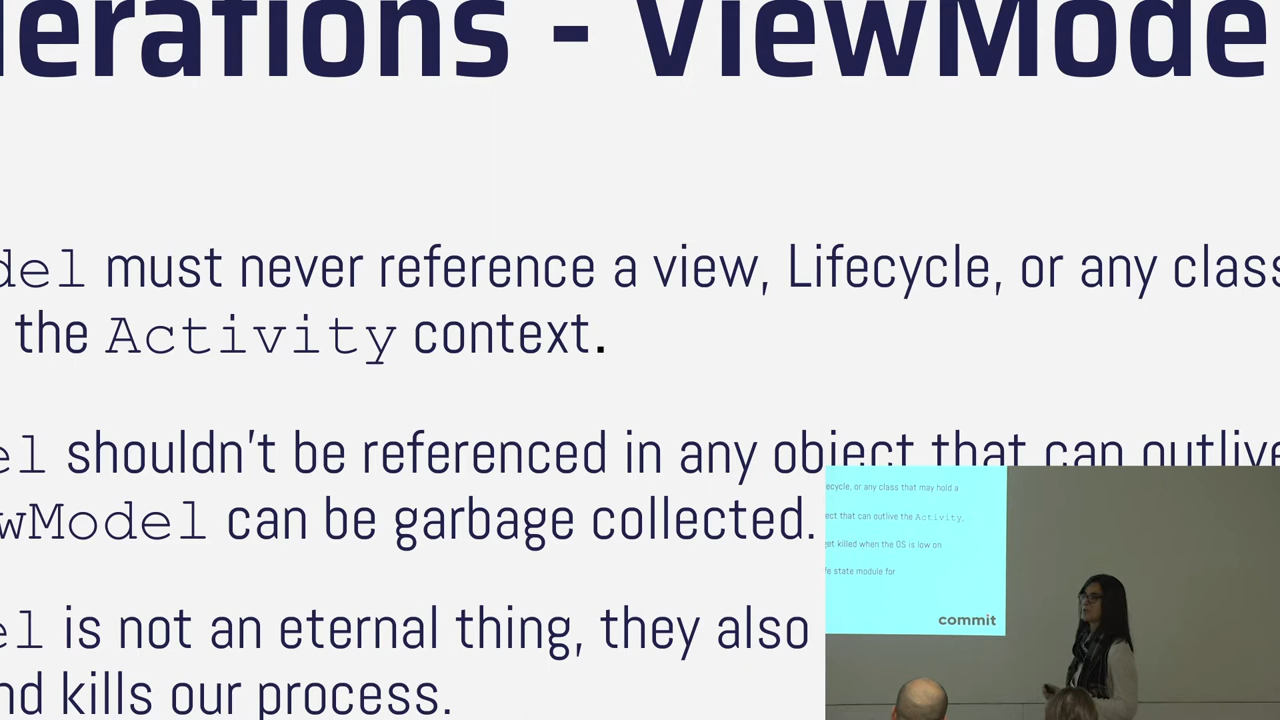 erations - ViewMode
del must never reference a view, Lifecycle, or any class
the Activity context.
el shouldn't be referenced in any object that can outlive
wModel can be garbage collected.
el is not an eternal thing, they also
nd kills our process.
ecycle, or any class that may hold a
ect that can outlive the Activity.
get killed when the OS is low on
fe state module for
commit